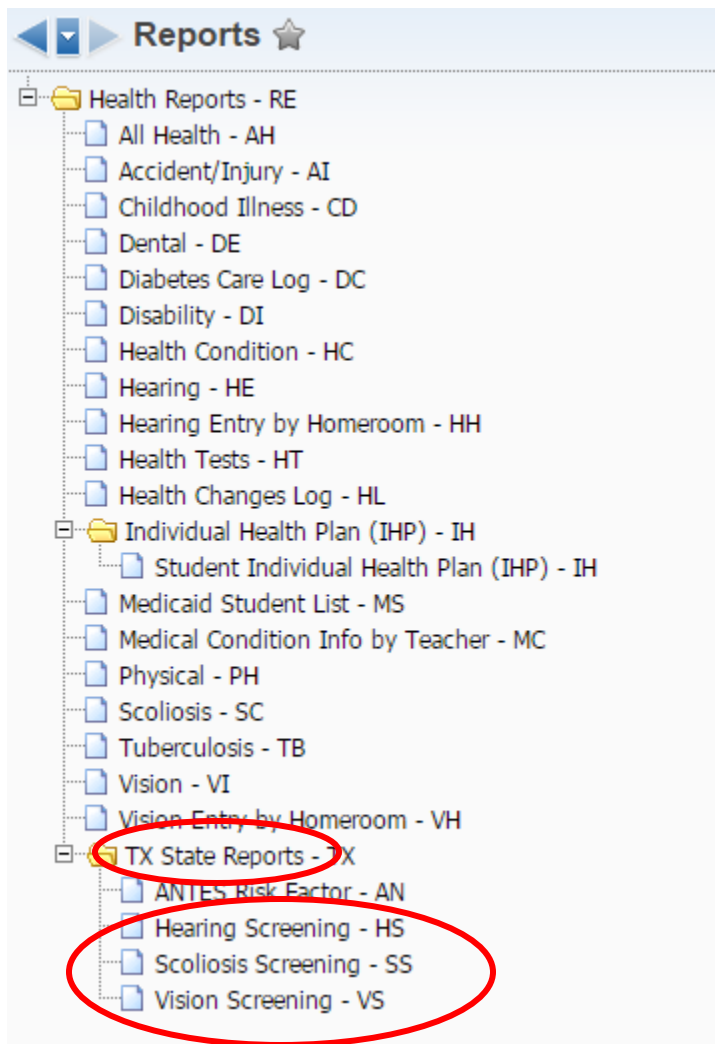 Reports
Health Reports - RE
All Health - AH
Accident/Injury - AI
Childhood Illness - CD
Dental - DE
Diabetes Care Log - DC
Disability - DI
Health Condition - HC
Hearing - HE
Hearing Entry by Homeroom - HH
Health Tests - HT
Health Changes Log - HL
Individual Health Plan (IHP) - IH
Student Individual Health Plan (IHP) - IH
Medicaid Student List - MS
Medical Condition Info by Teacher - MC
Physical - PH
Scoliosis - SC
Tuberculosis - TB
Vision - VI
Vision Entry by Homeroom - VH
TX State Reports - TX
ANTES Risk Factor - AN
Hearing Screening - HS
Scoliosis Screening - SS
Vision Screening - VS